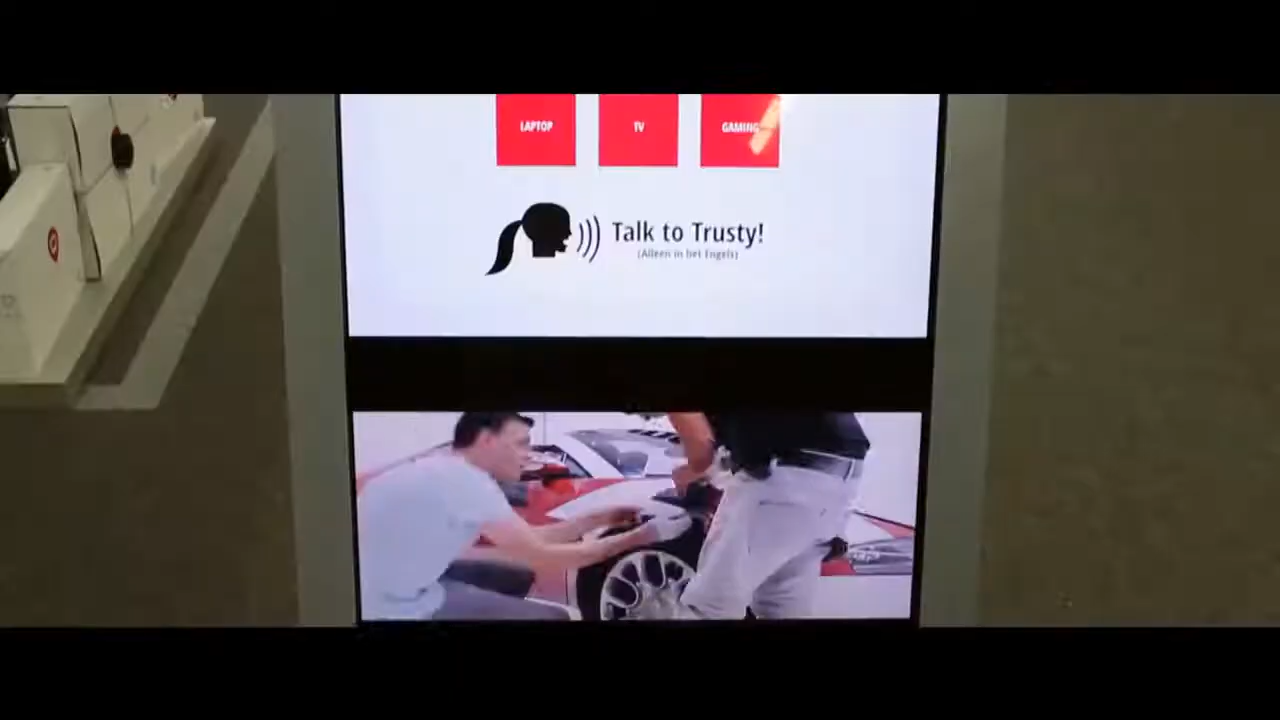 LAPTOP
TV
GAMING
Talk to Trusty!
(Alleen in het Engels)